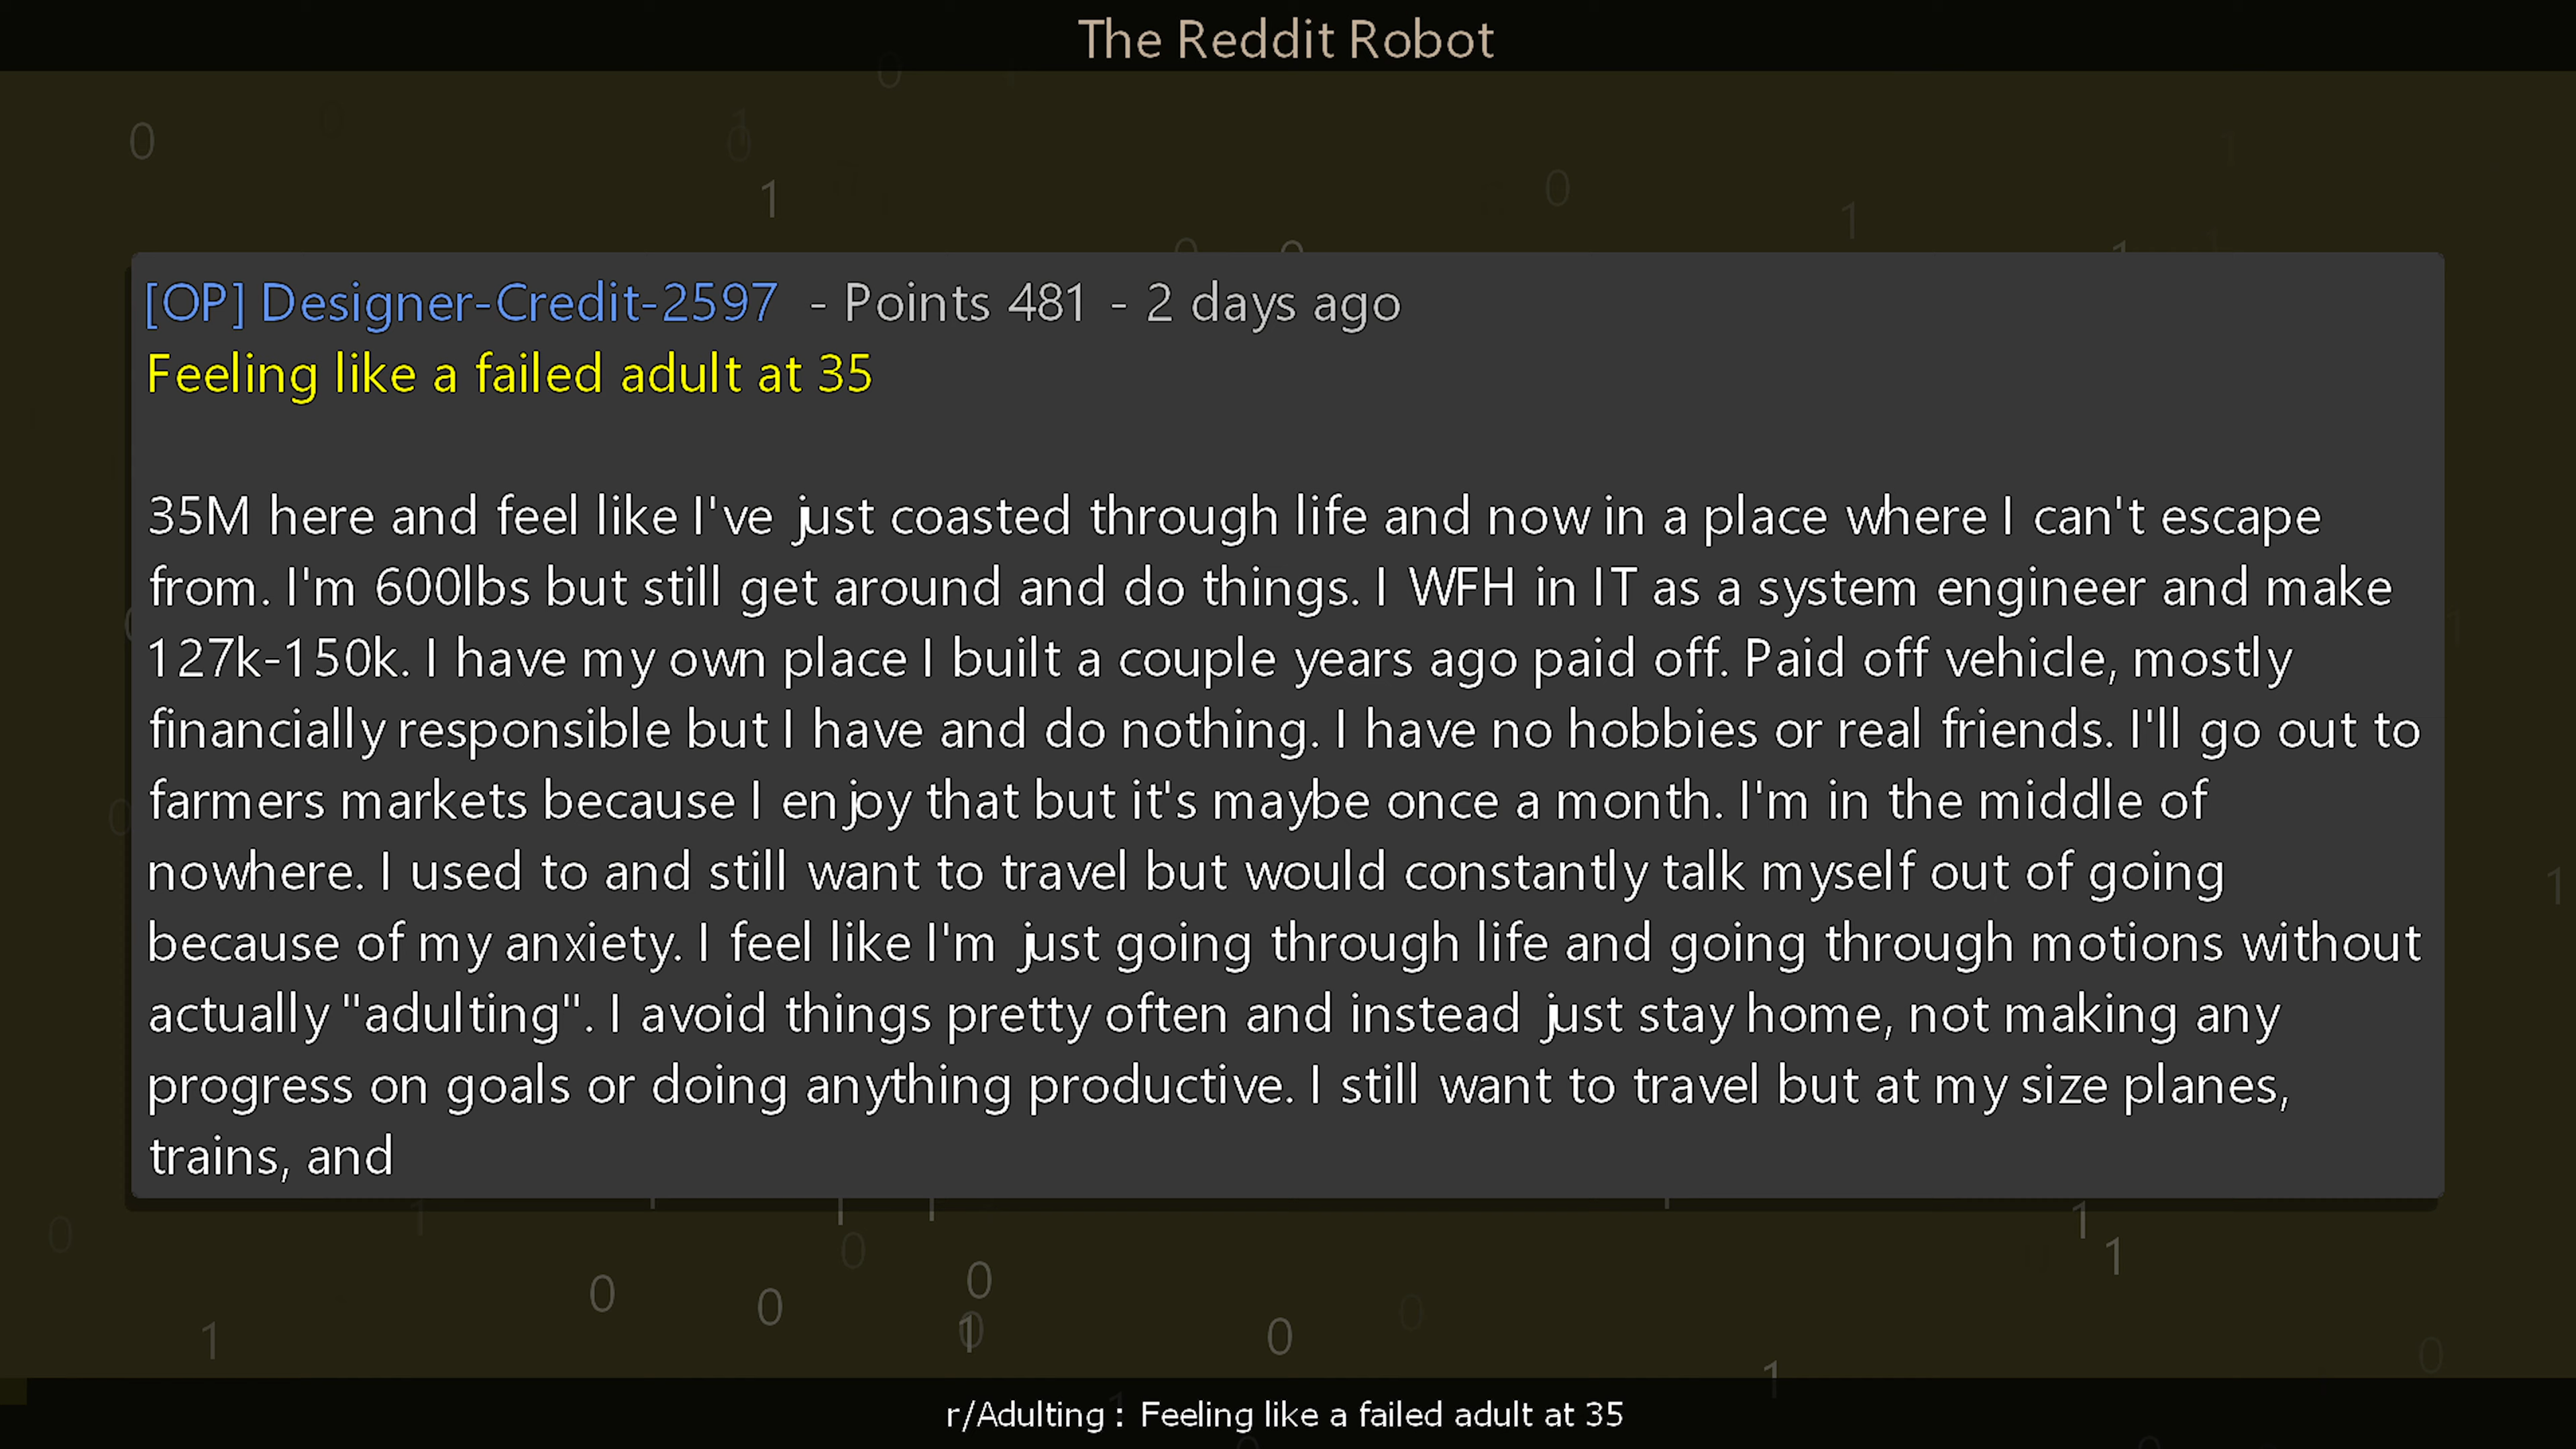 The Reddit Robot
[OP] Designer-Credit-2597 - Points 481 - 2 days ago
Feeling like a failed adult at 35
35M here and feel like I've just coasted through life and now in a place where I can't escape
from. I'm 600lbs but still get around and do things. I WFH in IT as a system engineer and make
127k-150k. I have my own place I built a couple years ago paid off. Paid off vehicle, mostly
financially responsible but I have and do nothing. I have no hobbies or real friends. I'll go out to
farmers markets because I enjoy that but it's maybe once a month. I'm in the middle of
nowhere. I used to and still want to travel but would constantly talk myself out of going
because of my anxiety. I feel like I'm just going through life and going through motions without
actually "adulting". I avoid things pretty often and instead just stay home, not making any
progress on goals or doing anything productive. I still want to travel but at my size planes,
trains, and
r/Adulting : Feeling like a failed adult at 35